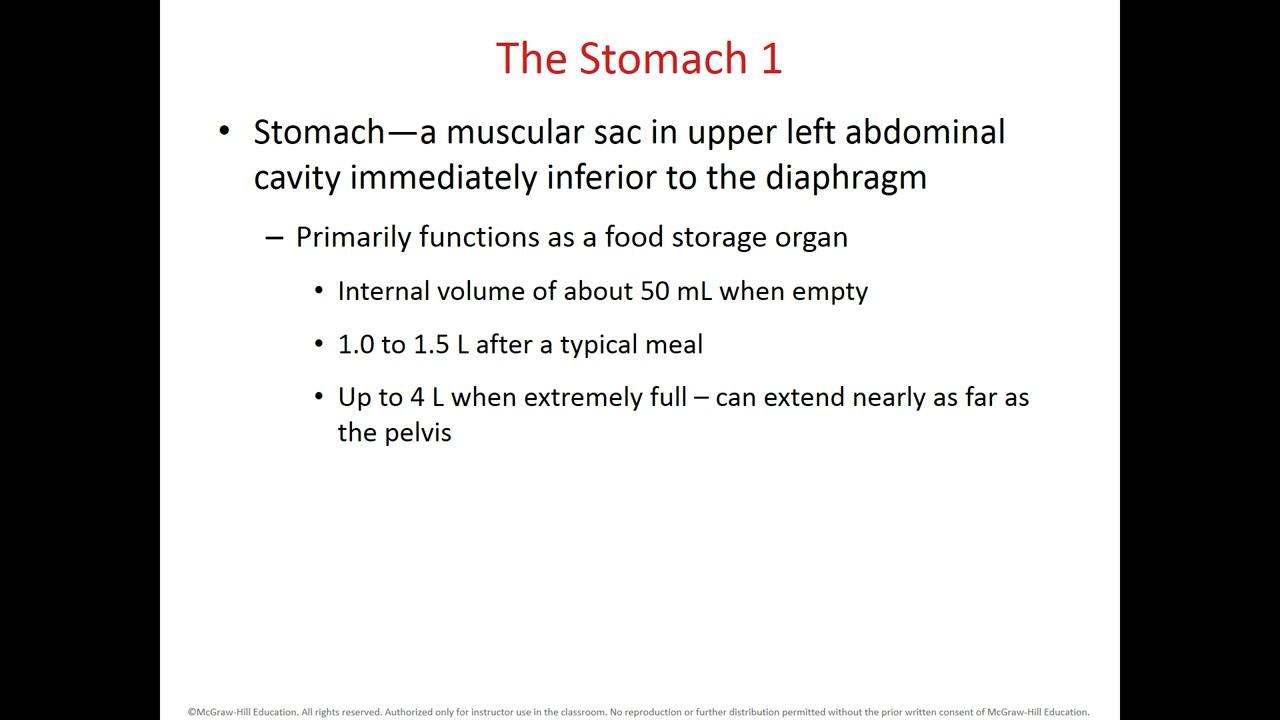 The Stomach 1
• Stomach—a muscular sac in upper left abdominal
cavity immediately inferior to the diaphragm
– Primarily functions as a food storage organ
• Internal volume of about 50 mL when empty
• 1.0 to 1.5 L after a typical meal
• Up to 4 L when extremely full – can extend nearly as far as
the pelvis
©McGraw-Hill Education. All rights reserved. Authorized only for instructor use in the classroom. No reproduction or further distribution permitted without the prior written consent of McGraw-Hill Education.